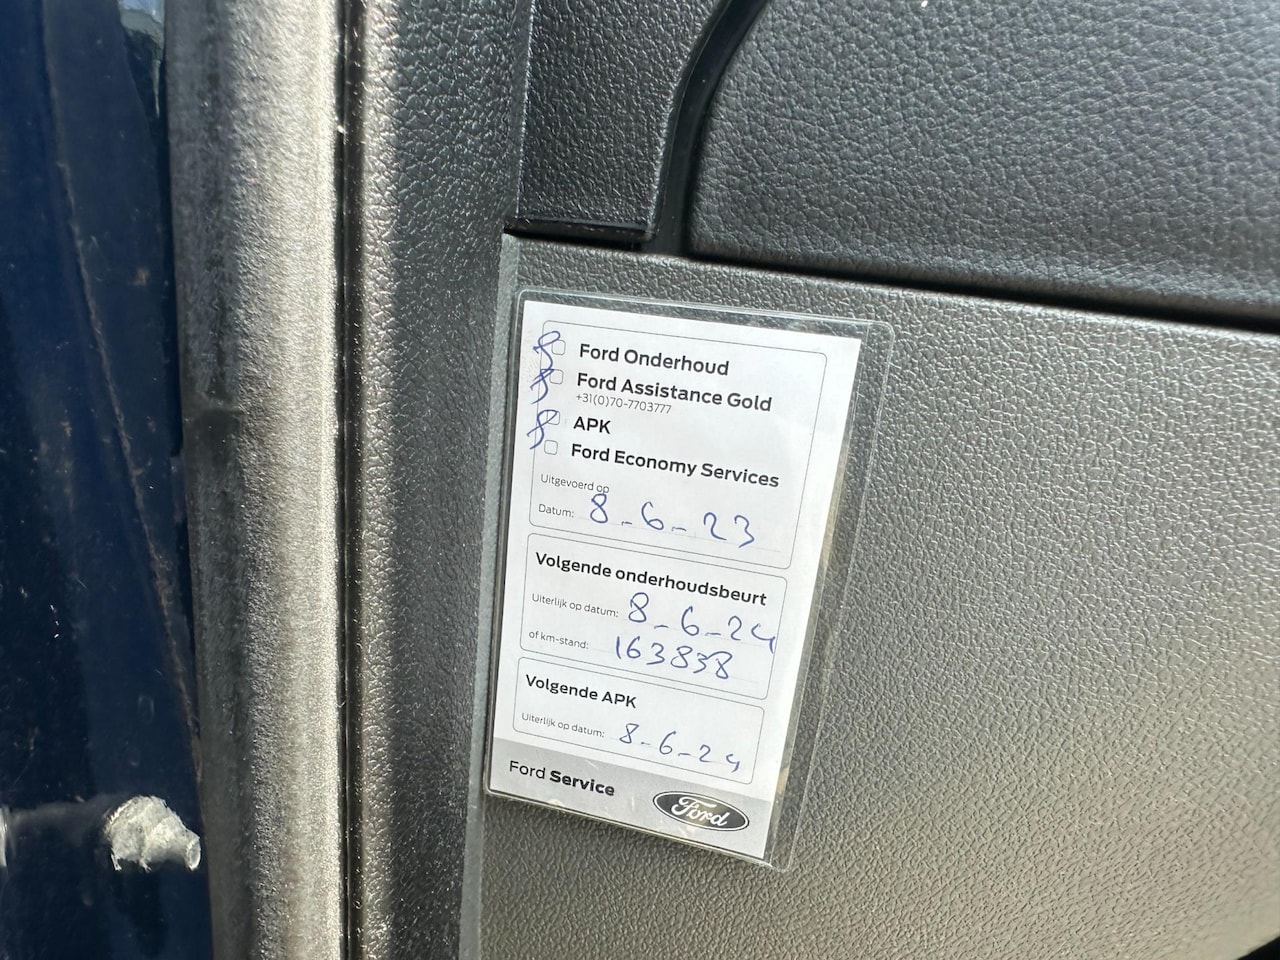 Ford Onderhoud
Ford Assistance Gold
+31(0)70-7703777
APK
Ford Economy Services
Uitgevoerd op
Datum: 8-6-23
Volgende onderhoudsbeurt
Uiterlijk op datum: 8-6-24
of km-stand: 163838
Volgende APK
Uiterlijk op datum: 8-6-24
Ford Service
Ford